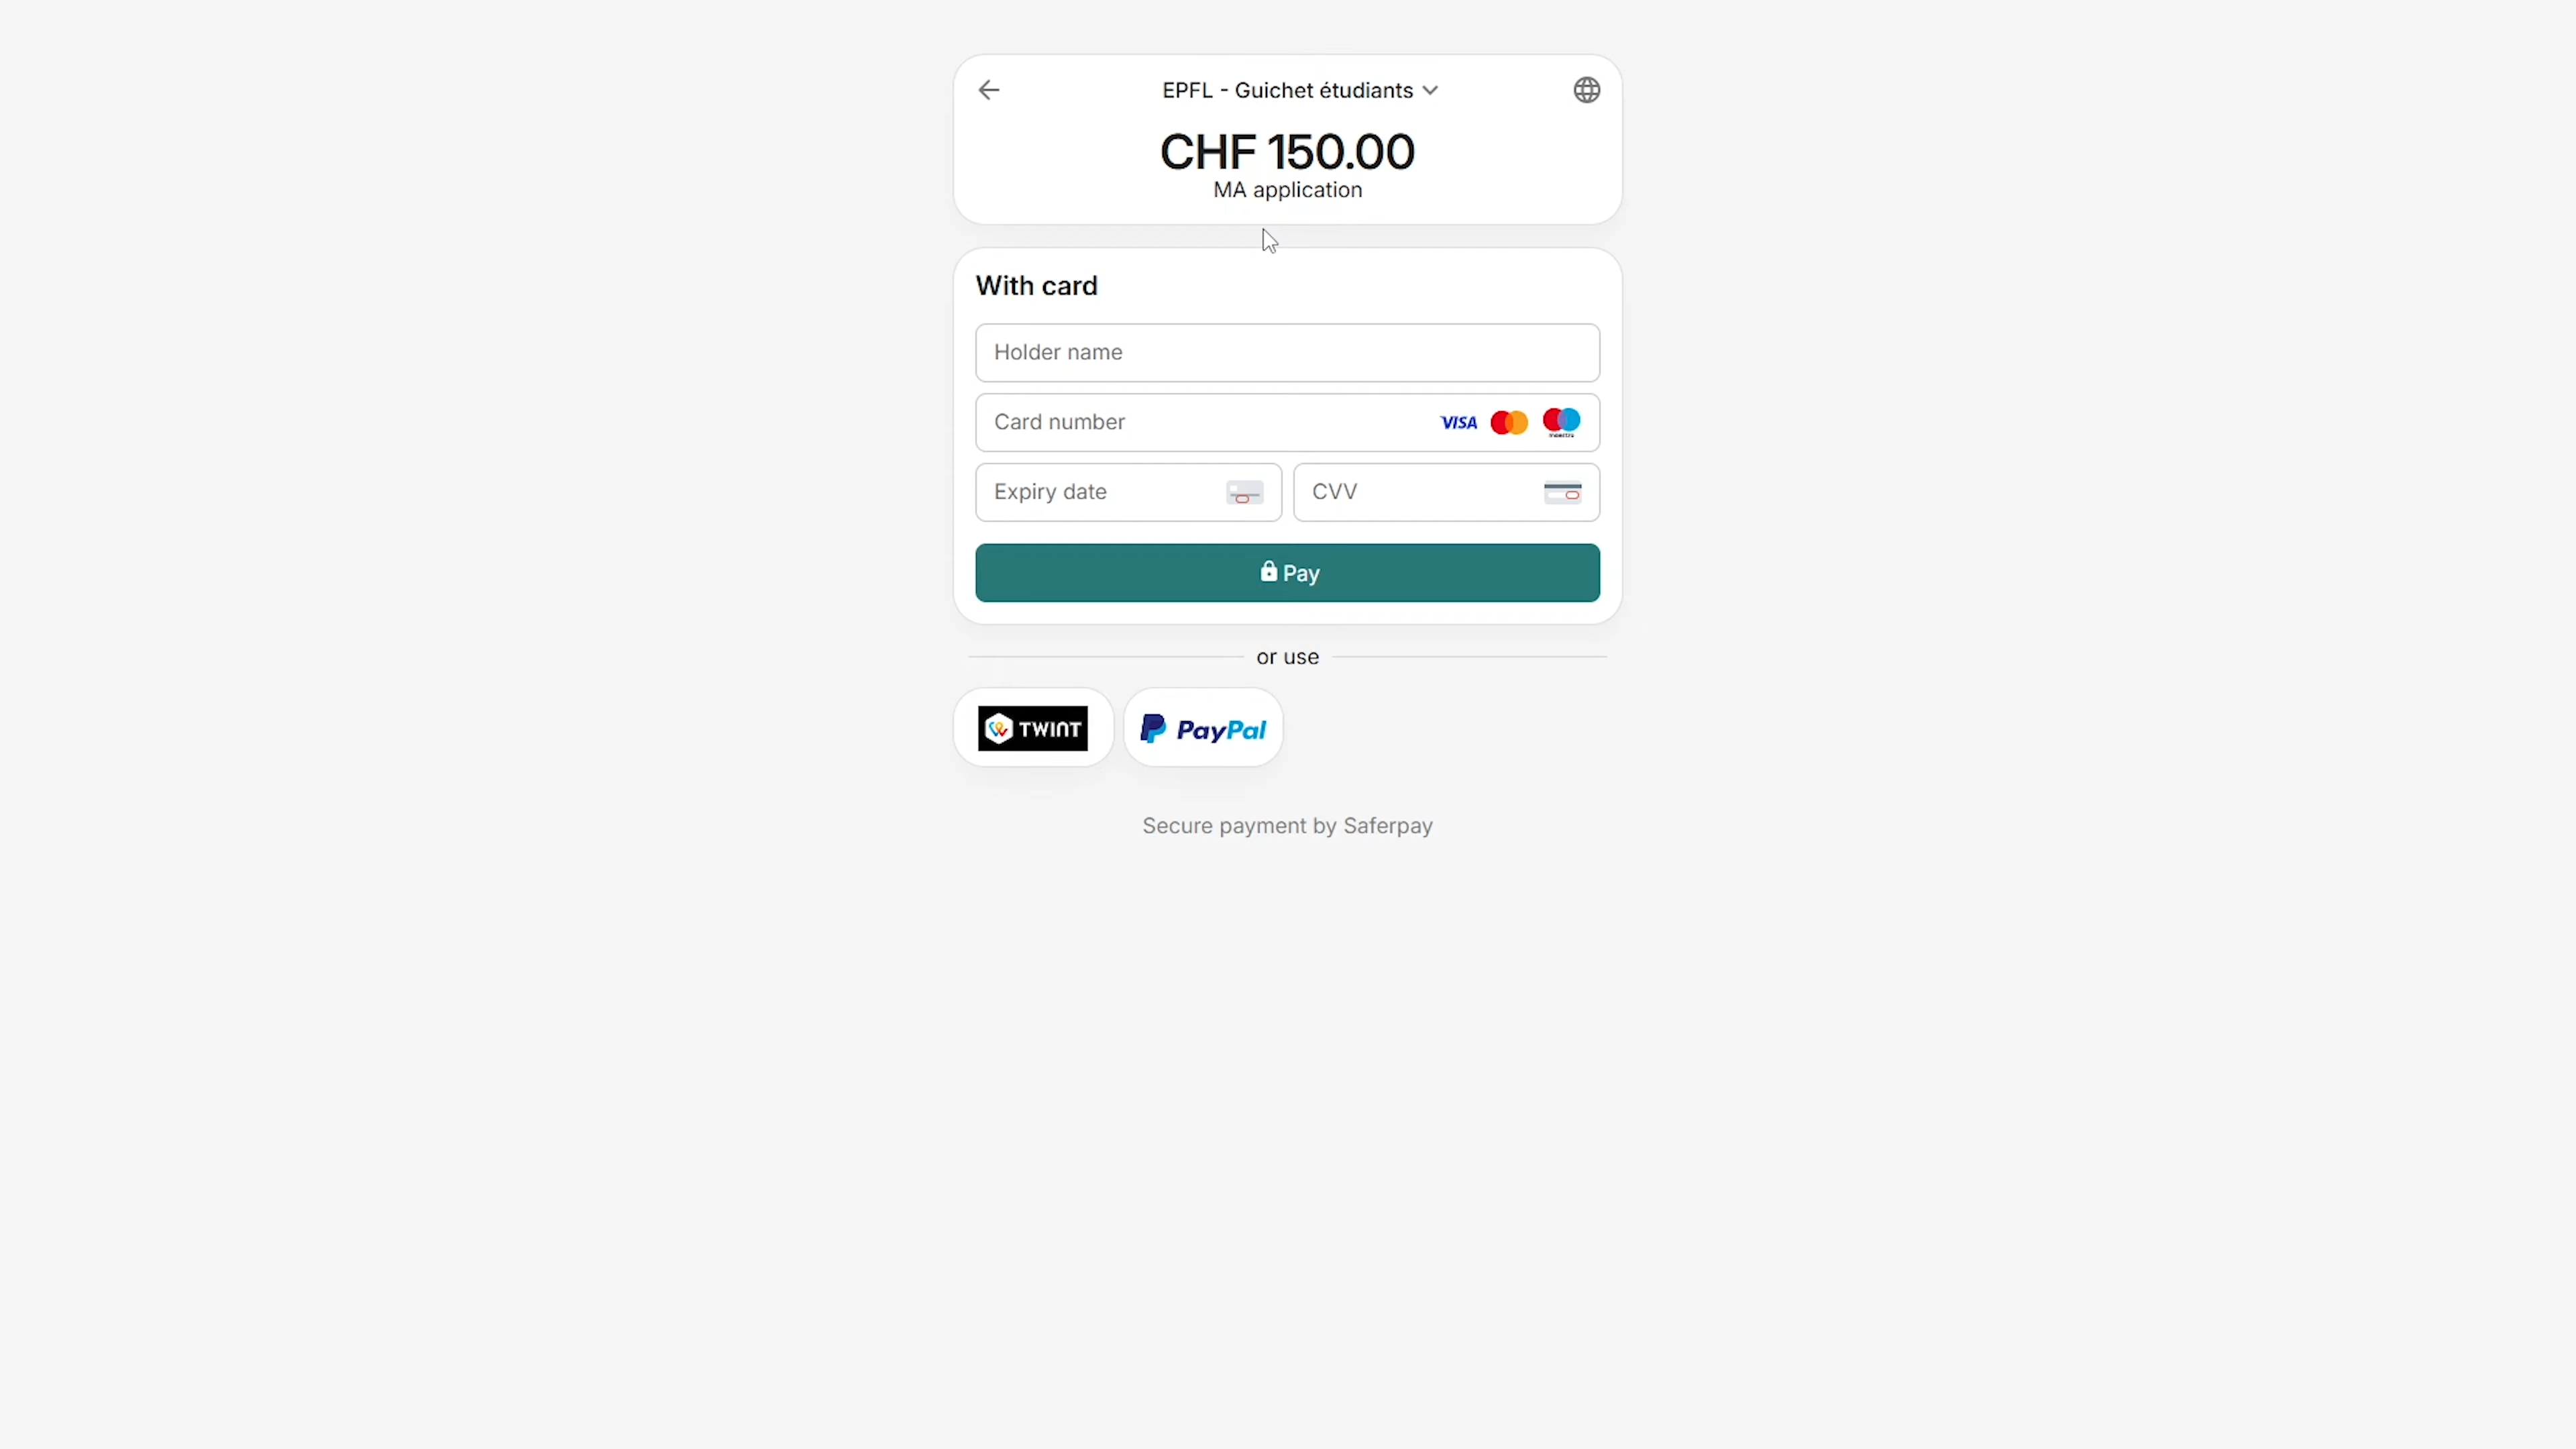 EPFL - Guichet étudiants
CHF 150.00
MA application
With card
Holder name
Card number VISA maestro
Expiry date CVV
Pay
or use
TWINT PayPal
Secure payment by Saferpay